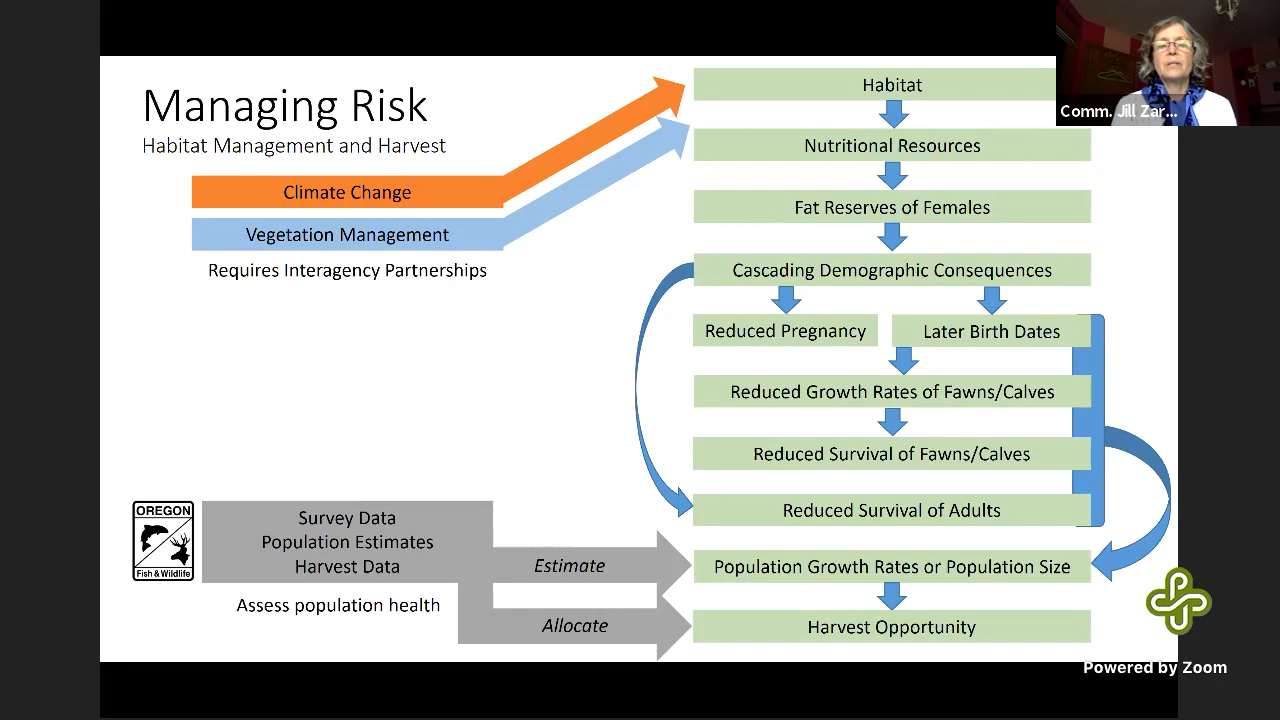 Managing Risk
Habitat Management and Harvest
Climate Change
Vegetation Management
Requires Interagency Partnerships
Habitat
Nutritional Resources
Fat Reserves of Females
Cascading Demographic Consequences
Reduced Pregnancy
Later Birth Dates
Reduced Growth Rates of Fawns/Calves
Reduced Survival of Fawns/Calves
Reduced Survival of Adults
Population Growth Rates or Population Size
Harvest Opportunity
OREGON
Fish & Wildlife
Survey Data
Population Estimates
Harvest Data
Assess population health
Estimate
Allocate
Comm. Jill Zar...
P
S
U
Powered by Zoom